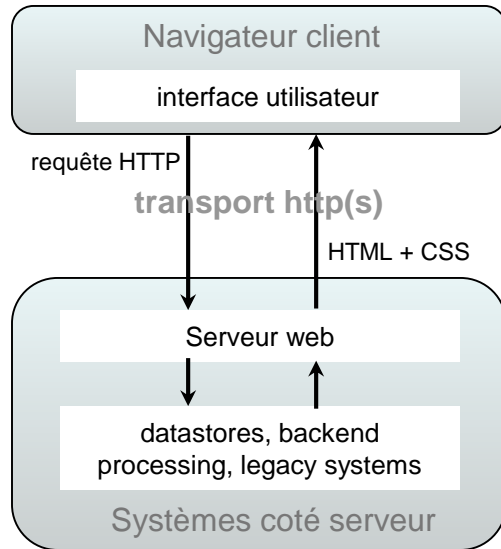 Navigateur client
interface utilisateur
requête HTTP
transport http(s)
HTML + CSS
Serveur web
datastores, backend
processing, legacy systems
Systèmes coté serveur